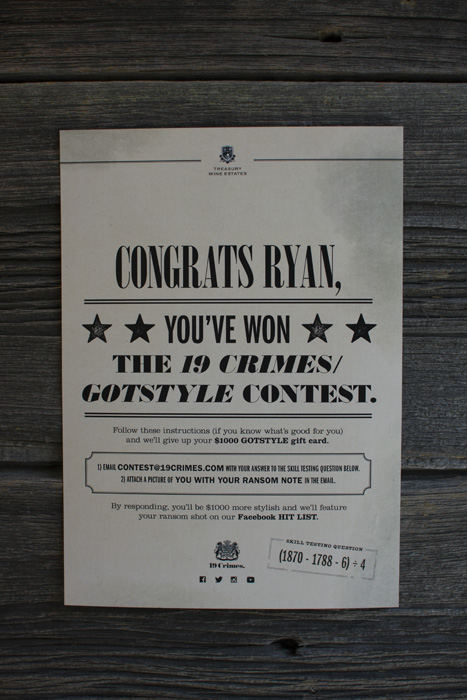 TREASURY
WINE ESTATES
CONGRATS RYAN,
YOU'VE WON
THE 19 CRIMES/
GOTSTYLE CONTEST.
Follow these instructions (if you know what's good for you)
and we'll give up your $1000 GOTSTYLE gift card.
1) EMAIL CONTEST@19CRIMES.COM WITH YOUR ANSWER TO THE SKILL TESTING QUESTION BELOW.
2) ATTACH A PICTURE OF YOU WITH YOUR RANSOM NOTE IN THE EMAIL.
By responding, you'll be $1000 more stylish and we'll feature
your ransom shot on our Facebook HIT LIST.
SKILL TESTING QUESTION
(1870 - 1788 - 6) ÷ 4
19 Crimes.